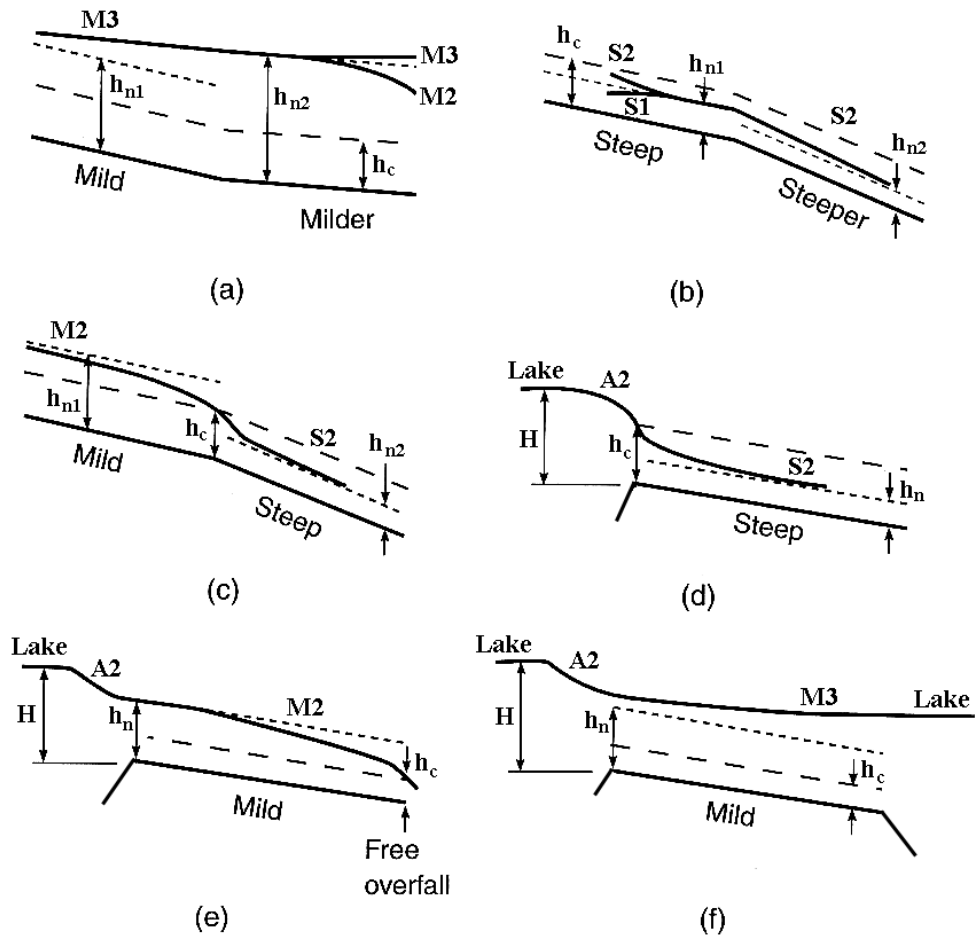 M3
M3
h_n1
h_n2
M2
h_c
Mild
Milder
(a)
h_c
S2
h_n1
S1
S2
h_n2
Steep
Steeper
(b)
M2
h_n1
h_c
S2
h_n2
Mild
Steep
(c)
Lake
A2
H
h_c
S2
h_n
Steep
(d)
Lake
A2
H
h_n
M2
h_c
Mild
Free
overfall
(e)
Lake
A2
H
h_n
M3
Lake
h_c
Mild
(f)